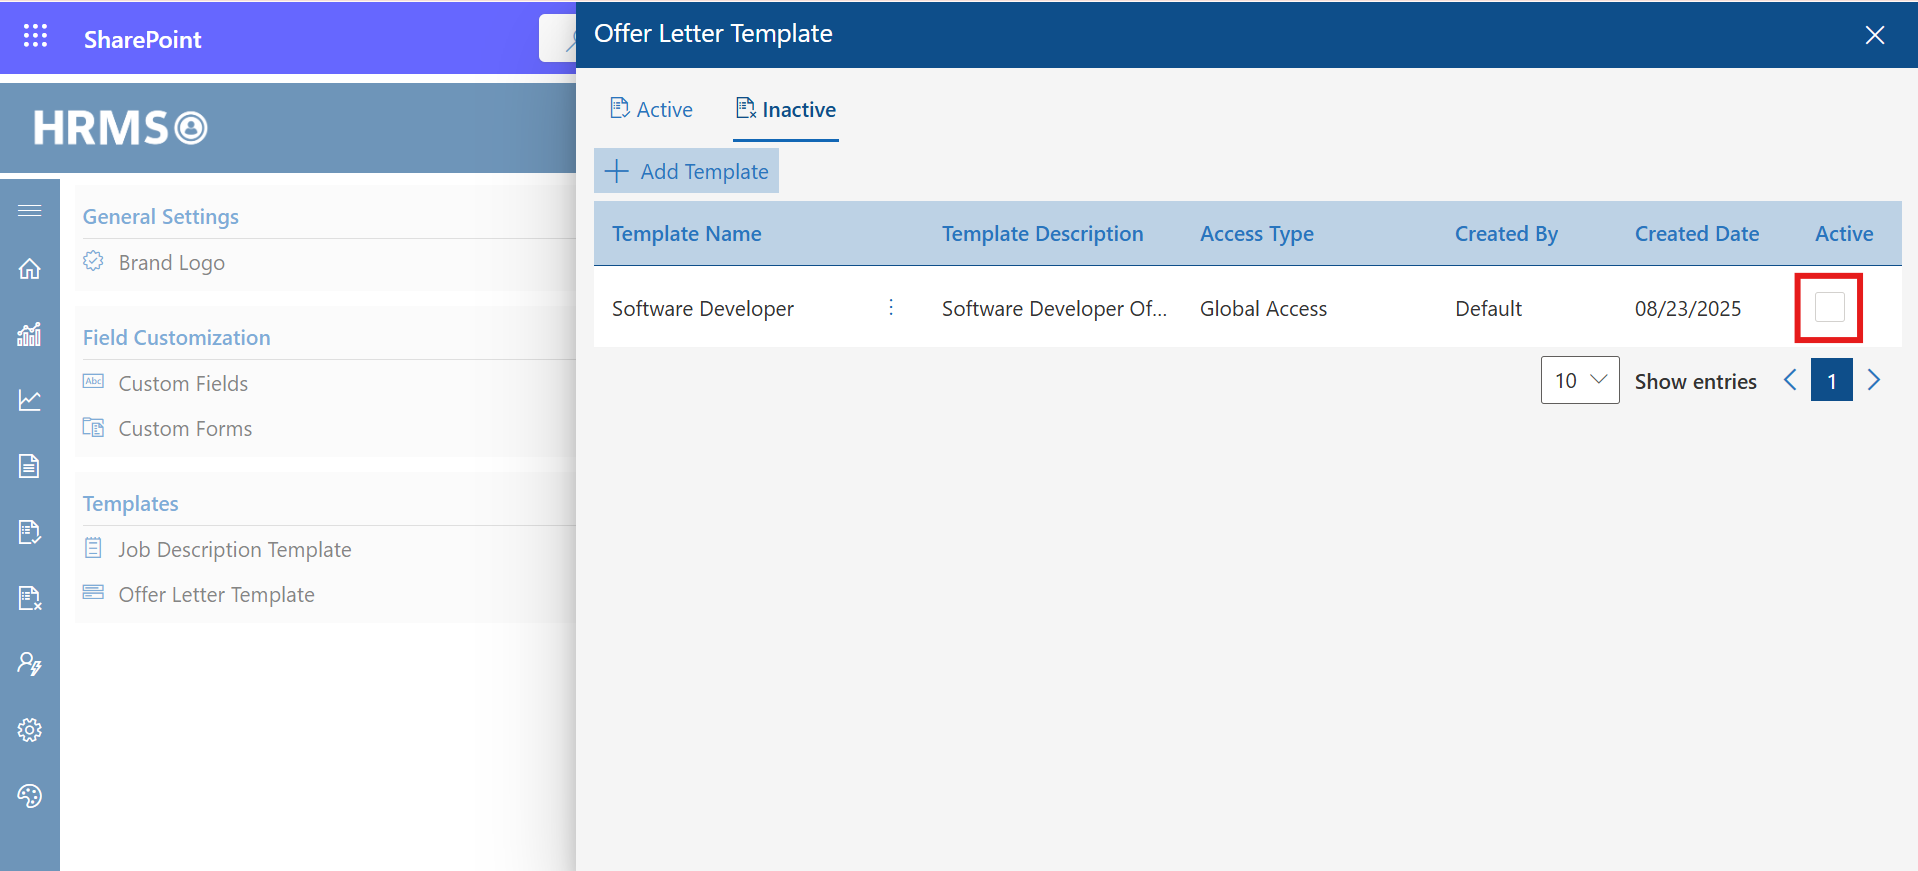 SharePoint
Offer Letter Template
HRMS
Active
Inactive
Add Template
General Settings
Brand Logo
Field Customization
Abc
Custom Fields
Custom Forms
Templates
Job Description Template
Offer Letter Template
Template Name Template Description Access Type Created By Created Date Active
Software Developer Software Developer Of... Global Access Default 08/23/2025
10 Show entries 1